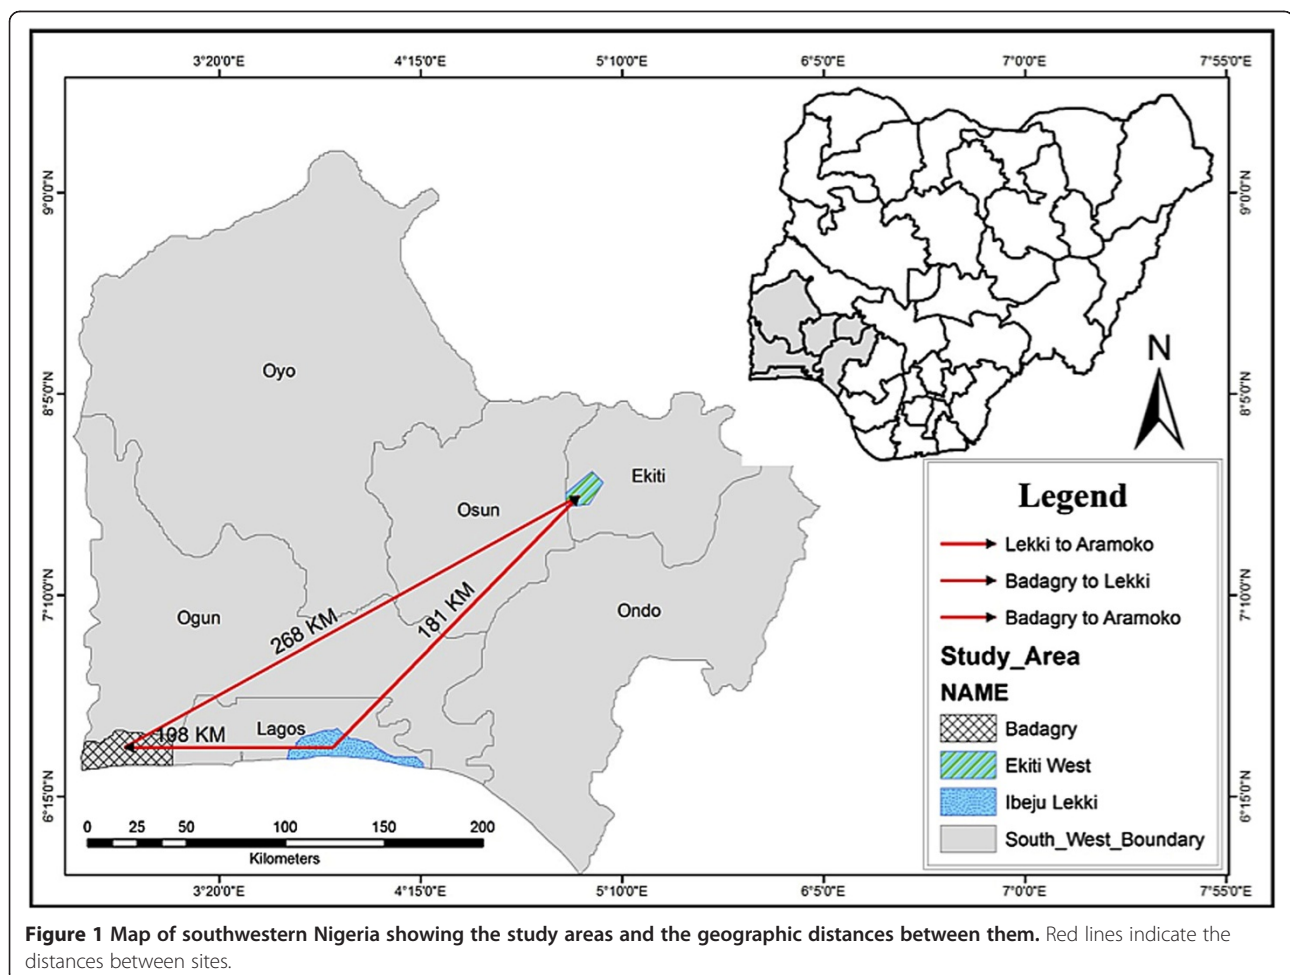 3°20'0"E 4°15'0"E 5°10'0"E 6°5'0"E 7°0'0"E 7°55'0"E
9°0'0"N
9°0'0"N
N
Oyo
8°5'0"N
8°5'0"N
Ekiti
Osun
Legend
Lekki to Aramoko
Badagry to Lekki
Badagry to Aramoko
7°10'0"N
7°10'0"N
Ogun
268 KM
181 KM
Ondo
Study_Area
NAME
Lagos
198 KM
Badagry
Ekiti West
Ibeju Lekki
South_West_Boundary
6°15'0"N
6°15'0"N
0 25 50 100 150 200
Kilometers
3°20'0"E 4°15'0"E 5°10'0"E 6°5'0"E 7°0'0"E 7°55'0"E
Figure 1 Map of southwestern Nigeria showing the study areas and the geographic distances between them. Red lines indicate the
distances between sites.